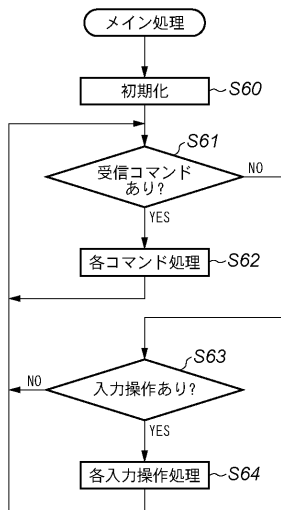 メイン処理
初期化
S60
S61
受信コマンド
あり?
NO
YES
各コマンド処理
S62
S63
NO
入力操作あり?
YES
各入力操作処理
S64